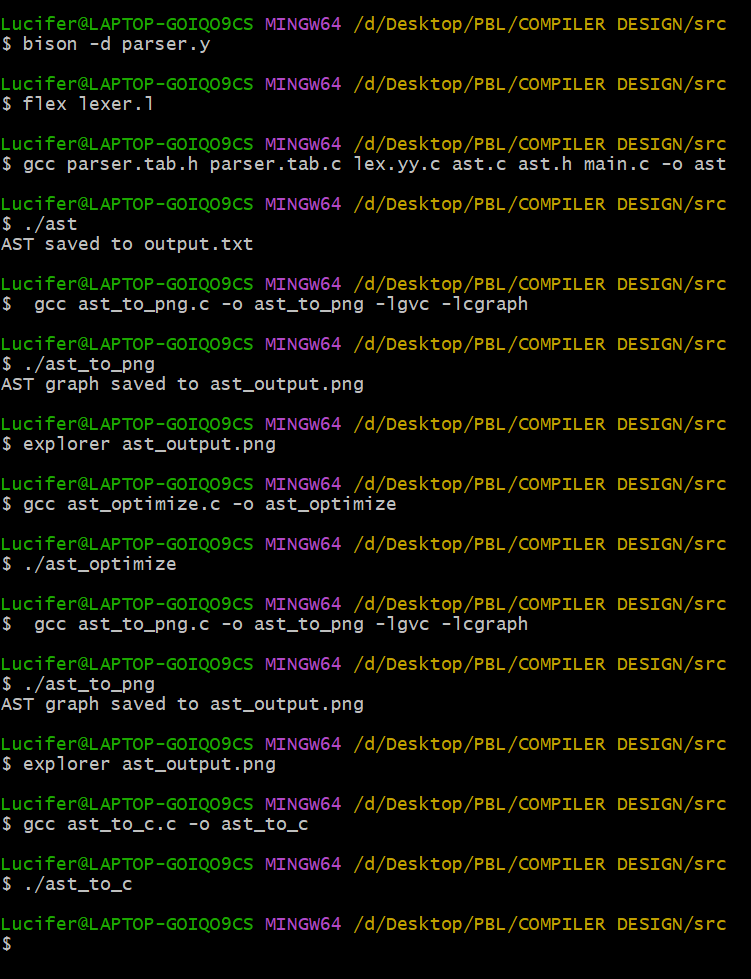 Lucifer@LAPTOP-GOIQO9CS MINGW64 /d/Desktop/PBL/COMPILER DESIGN/src
$ bison -d parser.y
Lucifer@LAPTOP-GOIQO9CS MINGW64 /d/Desktop/PBL/COMPILER DESIGN/src
$ flex lexer.l
Lucifer@LAPTOP-GOIQO9CS MINGW64 /d/Desktop/PBL/COMPILER DESIGN/src
$ gcc parser.tab.h parser.tab.c lex.yy.c ast.c ast.h main.c -o ast
Lucifer@LAPTOP-GOIQO9CS MINGW64 /d/Desktop/PBL/COMPILER DESIGN/src
$ ./ast
AST saved to output.txt
Lucifer@LAPTOP-GOIQO9CS MINGW64 /d/Desktop/PBL/COMPILER DESIGN/src
$  gcc ast_to_png.c -o ast_to_png -lgvc -lcgraph
Lucifer@LAPTOP-GOIQO9CS MINGW64 /d/Desktop/PBL/COMPILER DESIGN/src
$ ./ast_to_png
AST graph saved to ast_output.png
Lucifer@LAPTOP-GOIQO9CS MINGW64 /d/Desktop/PBL/COMPILER DESIGN/src
$ explorer ast_output.png
Lucifer@LAPTOP-GOIQO9CS MINGW64 /d/Desktop/PBL/COMPILER DESIGN/src
$ gcc ast_optimize.c -o ast_optimize
Lucifer@LAPTOP-GOIQO9CS MINGW64 /d/Desktop/PBL/COMPILER DESIGN/src
$ ./ast_optimize
Lucifer@LAPTOP-GOIQO9CS MINGW64 /d/Desktop/PBL/COMPILER DESIGN/src
$  gcc ast_to_png.c -o ast_to_png -lgvc -lcgraph
Lucifer@LAPTOP-GOIQO9CS MINGW64 /d/Desktop/PBL/COMPILER DESIGN/src
$ ./ast_to_png
AST graph saved to ast_output.png
Lucifer@LAPTOP-GOIQO9CS MINGW64 /d/Desktop/PBL/COMPILER DESIGN/src
$ explorer ast_output.png
Lucifer@LAPTOP-GOIQO9CS MINGW64 /d/Desktop/PBL/COMPILER DESIGN/src
$ gcc ast_to_c.c -o ast_to_c
Lucifer@LAPTOP-GOIQO9CS MINGW64 /d/Desktop/PBL/COMPILER DESIGN/src
$ ./ast_to_c
Lucifer@LAPTOP-GOIQO9CS MINGW64 /d/Desktop/PBL/COMPILER DESIGN/src
$